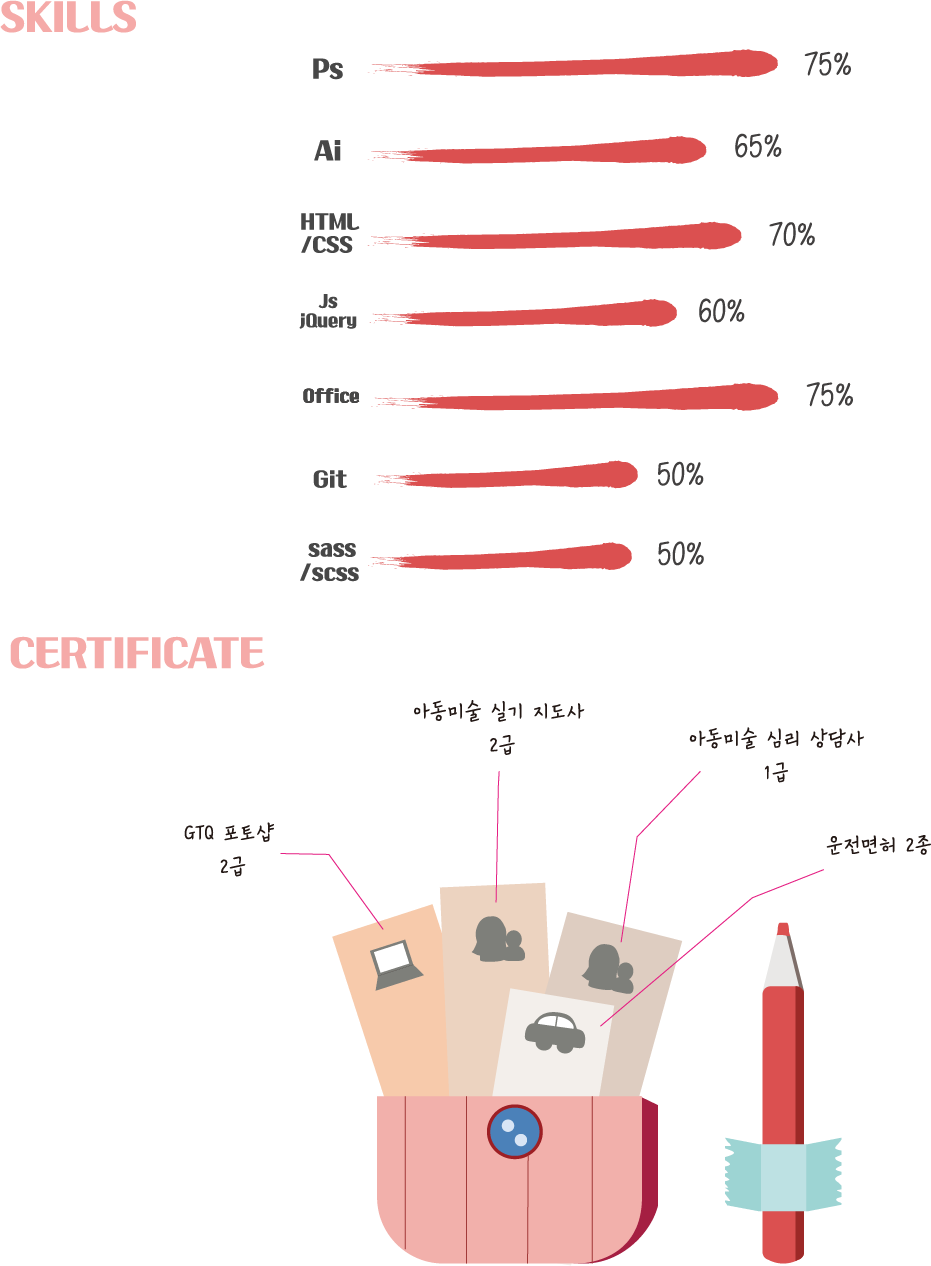 SKILLS
Ps
75%
Ai
65%
HTML
/CSS
70%
Js
jQuery
60%
Office
75%
Git
50%
sass
/scss
50%
CERTIFICATE
아동미술 실기 지도사
2급
아동미술 심리 상담사
1급
GTQ 포토샵
2급
운전면허 2종